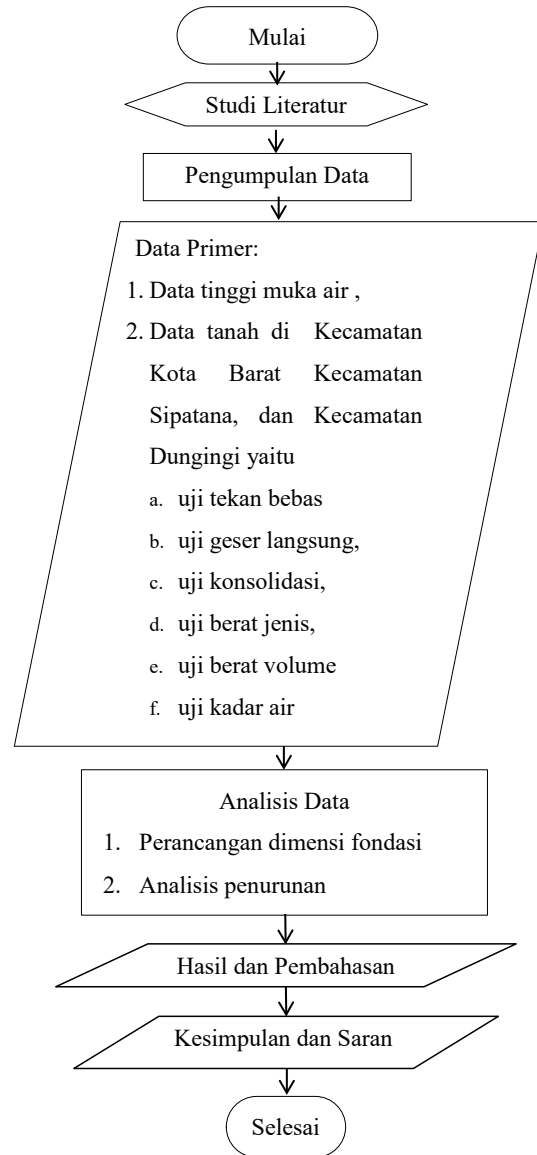 Mulai
Studi Literatur
Pengumpulan Data
Data Primer:
1. Data tinggi muka air ,
2. Data tanah di Kecamatan
Kota Barat Kecamatan
Sipatana, dan Kecamatan
Dungingi yaitu
a. uji tekan bebas
b. uji geser langsung,
c. uji konsolidasi,
d. uji berat jenis,
e. uji berat volume
f. uji kadar air
Analisis Data
1. Perancangan dimensi fondasi
2. Analisis penurunan
Hasil dan Pembahasan
Kesimpulan dan Saran
Selesai